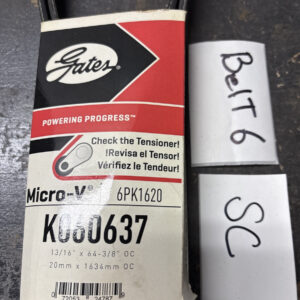 Gates
POWERING PROGRESS™
Check the Tensioner!
¡Revisa el Tensor!
Vérifiez le Tendeur!
Micro-V® 6PK1620
K060637
13/16" x 64-3/8" OC
20mm x 1634mm OC
BelT 6
SC